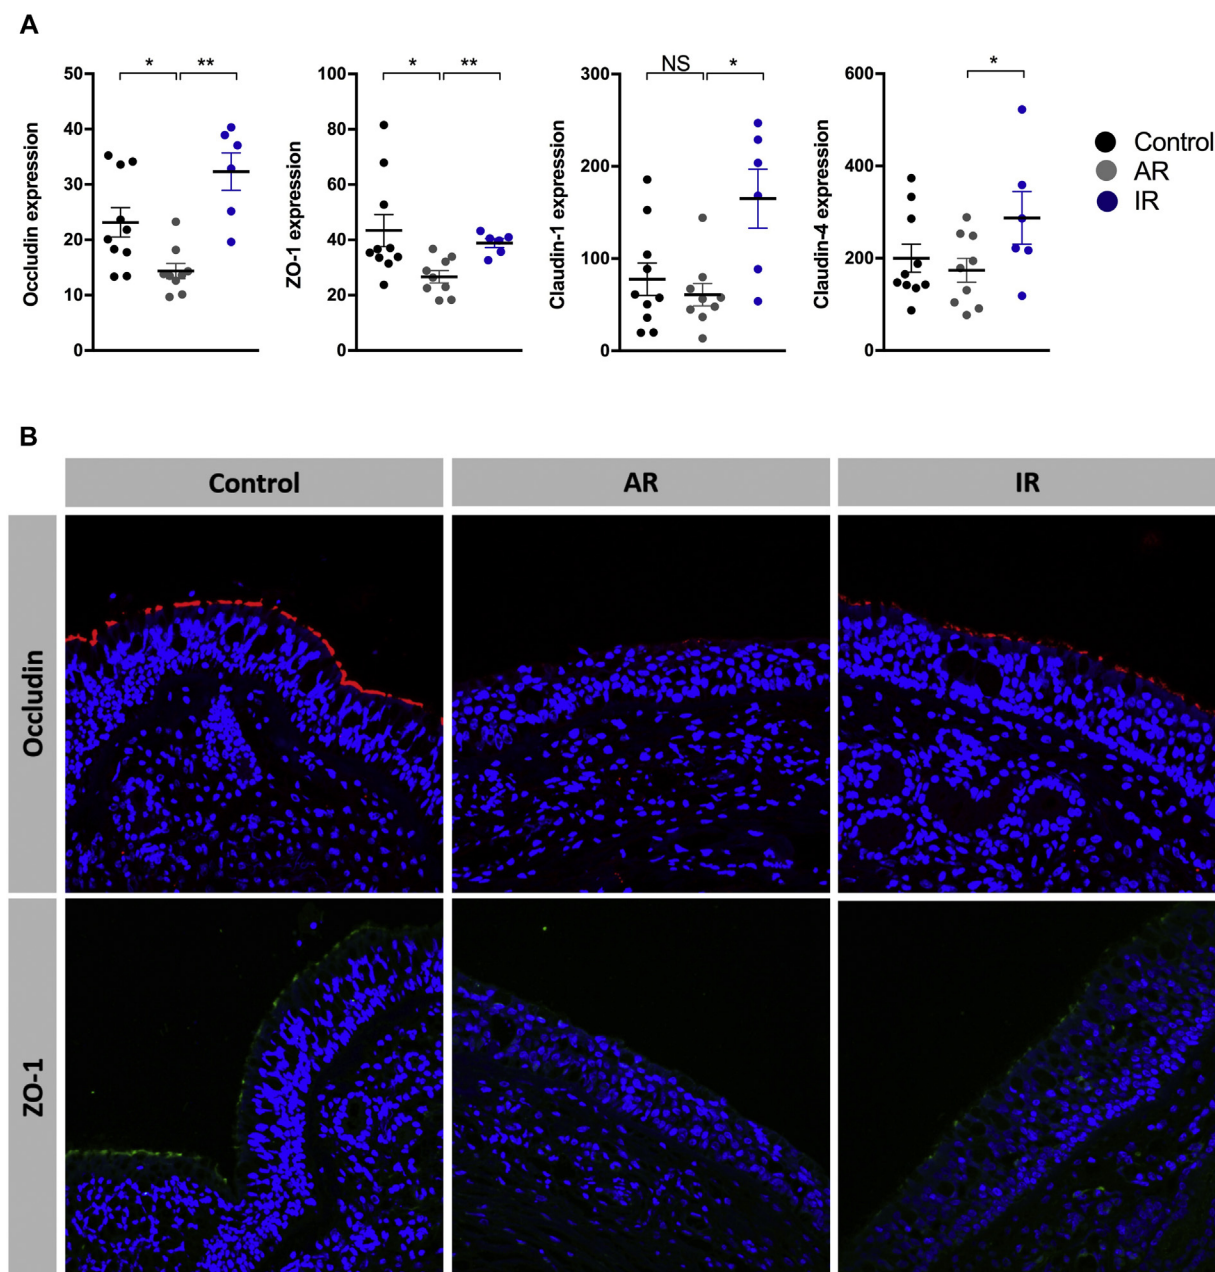 A
* **
50
40
30
20
10
0
Occludin expression
* **
100
80
60
40
20
0
ZO-1 expression
NS *
300
200
100
0
Claudin-1 expression
*
600
400
200
0
Claudin-4 expression
Control
AR
IR
B
Control AR IR
Occludin
ZO-1